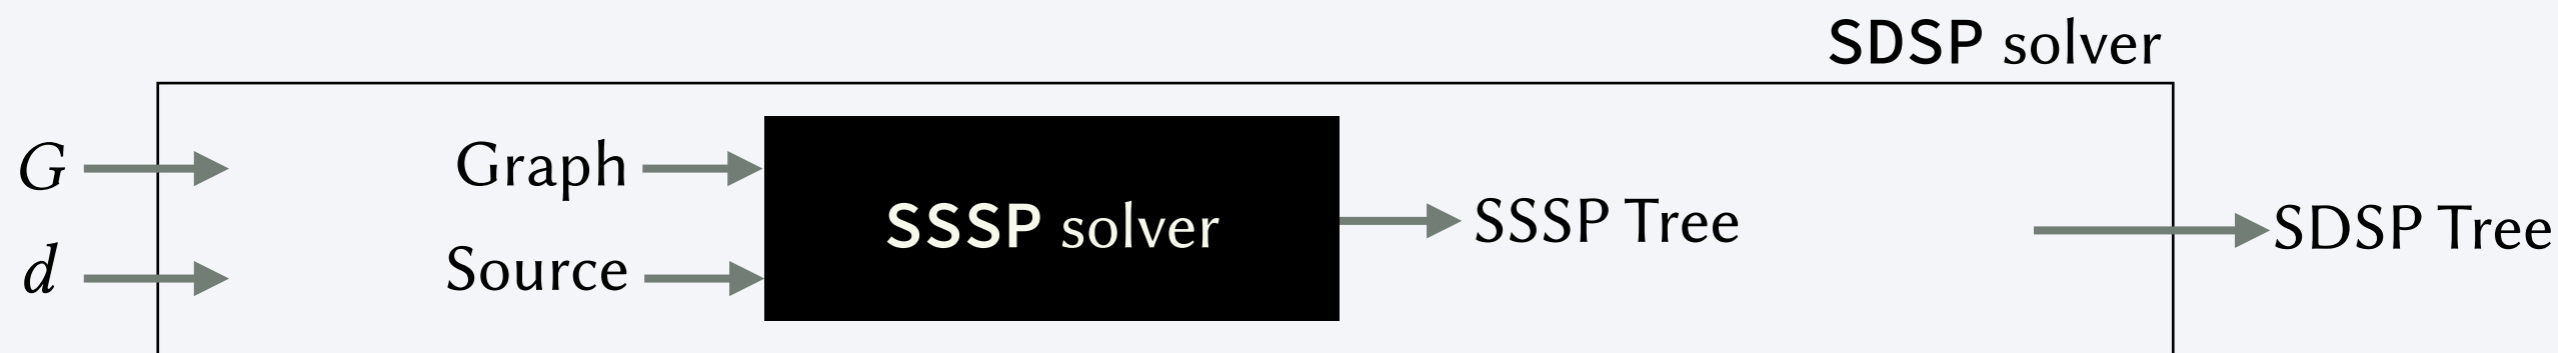 SDSP solver
G
Graph
SSSP solver
SSSP Tree
SDSP Tree
d
Source